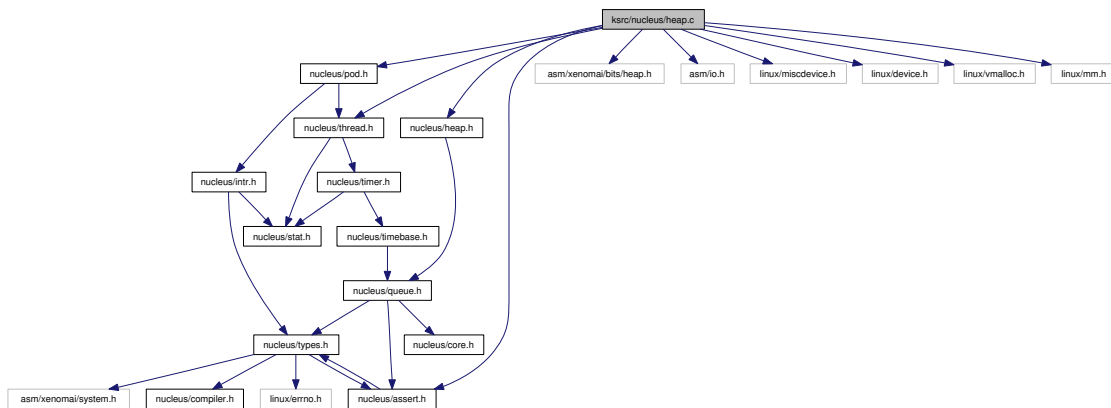 ksrc/nucleus/heap.c
nucleus/pod.h
asm/xenomai/bits/heap.h
asm/io.h
linux/miscdevice.h
linux/device.h
linux/vmalloc.h
linux/mm.h
nucleus/thread.h
nucleus/heap.h
nucleus/intr.h
nucleus/timer.h
nucleus/stat.h
nucleus/timebase.h
nucleus/queue.h
nucleus/types.h
nucleus/core.h
asm/xenomai/system.h
nucleus/compiler.h
linux/errno.h
nucleus/assert.h